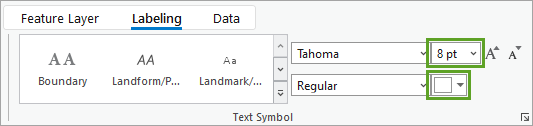 Feature Layer Labeling Data
AA AA Aa Tahoma 8 pt A A
Boundary Landform/P... Landmark/... Regular
Text Symbol